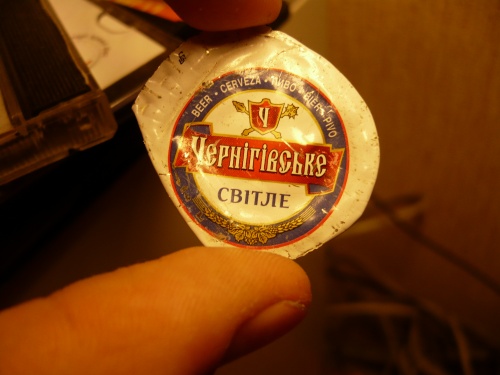 BEER • CERVEZA • ПИВО • BIER • PIVO
Ч
Чернігівське
СВІТЛЕ